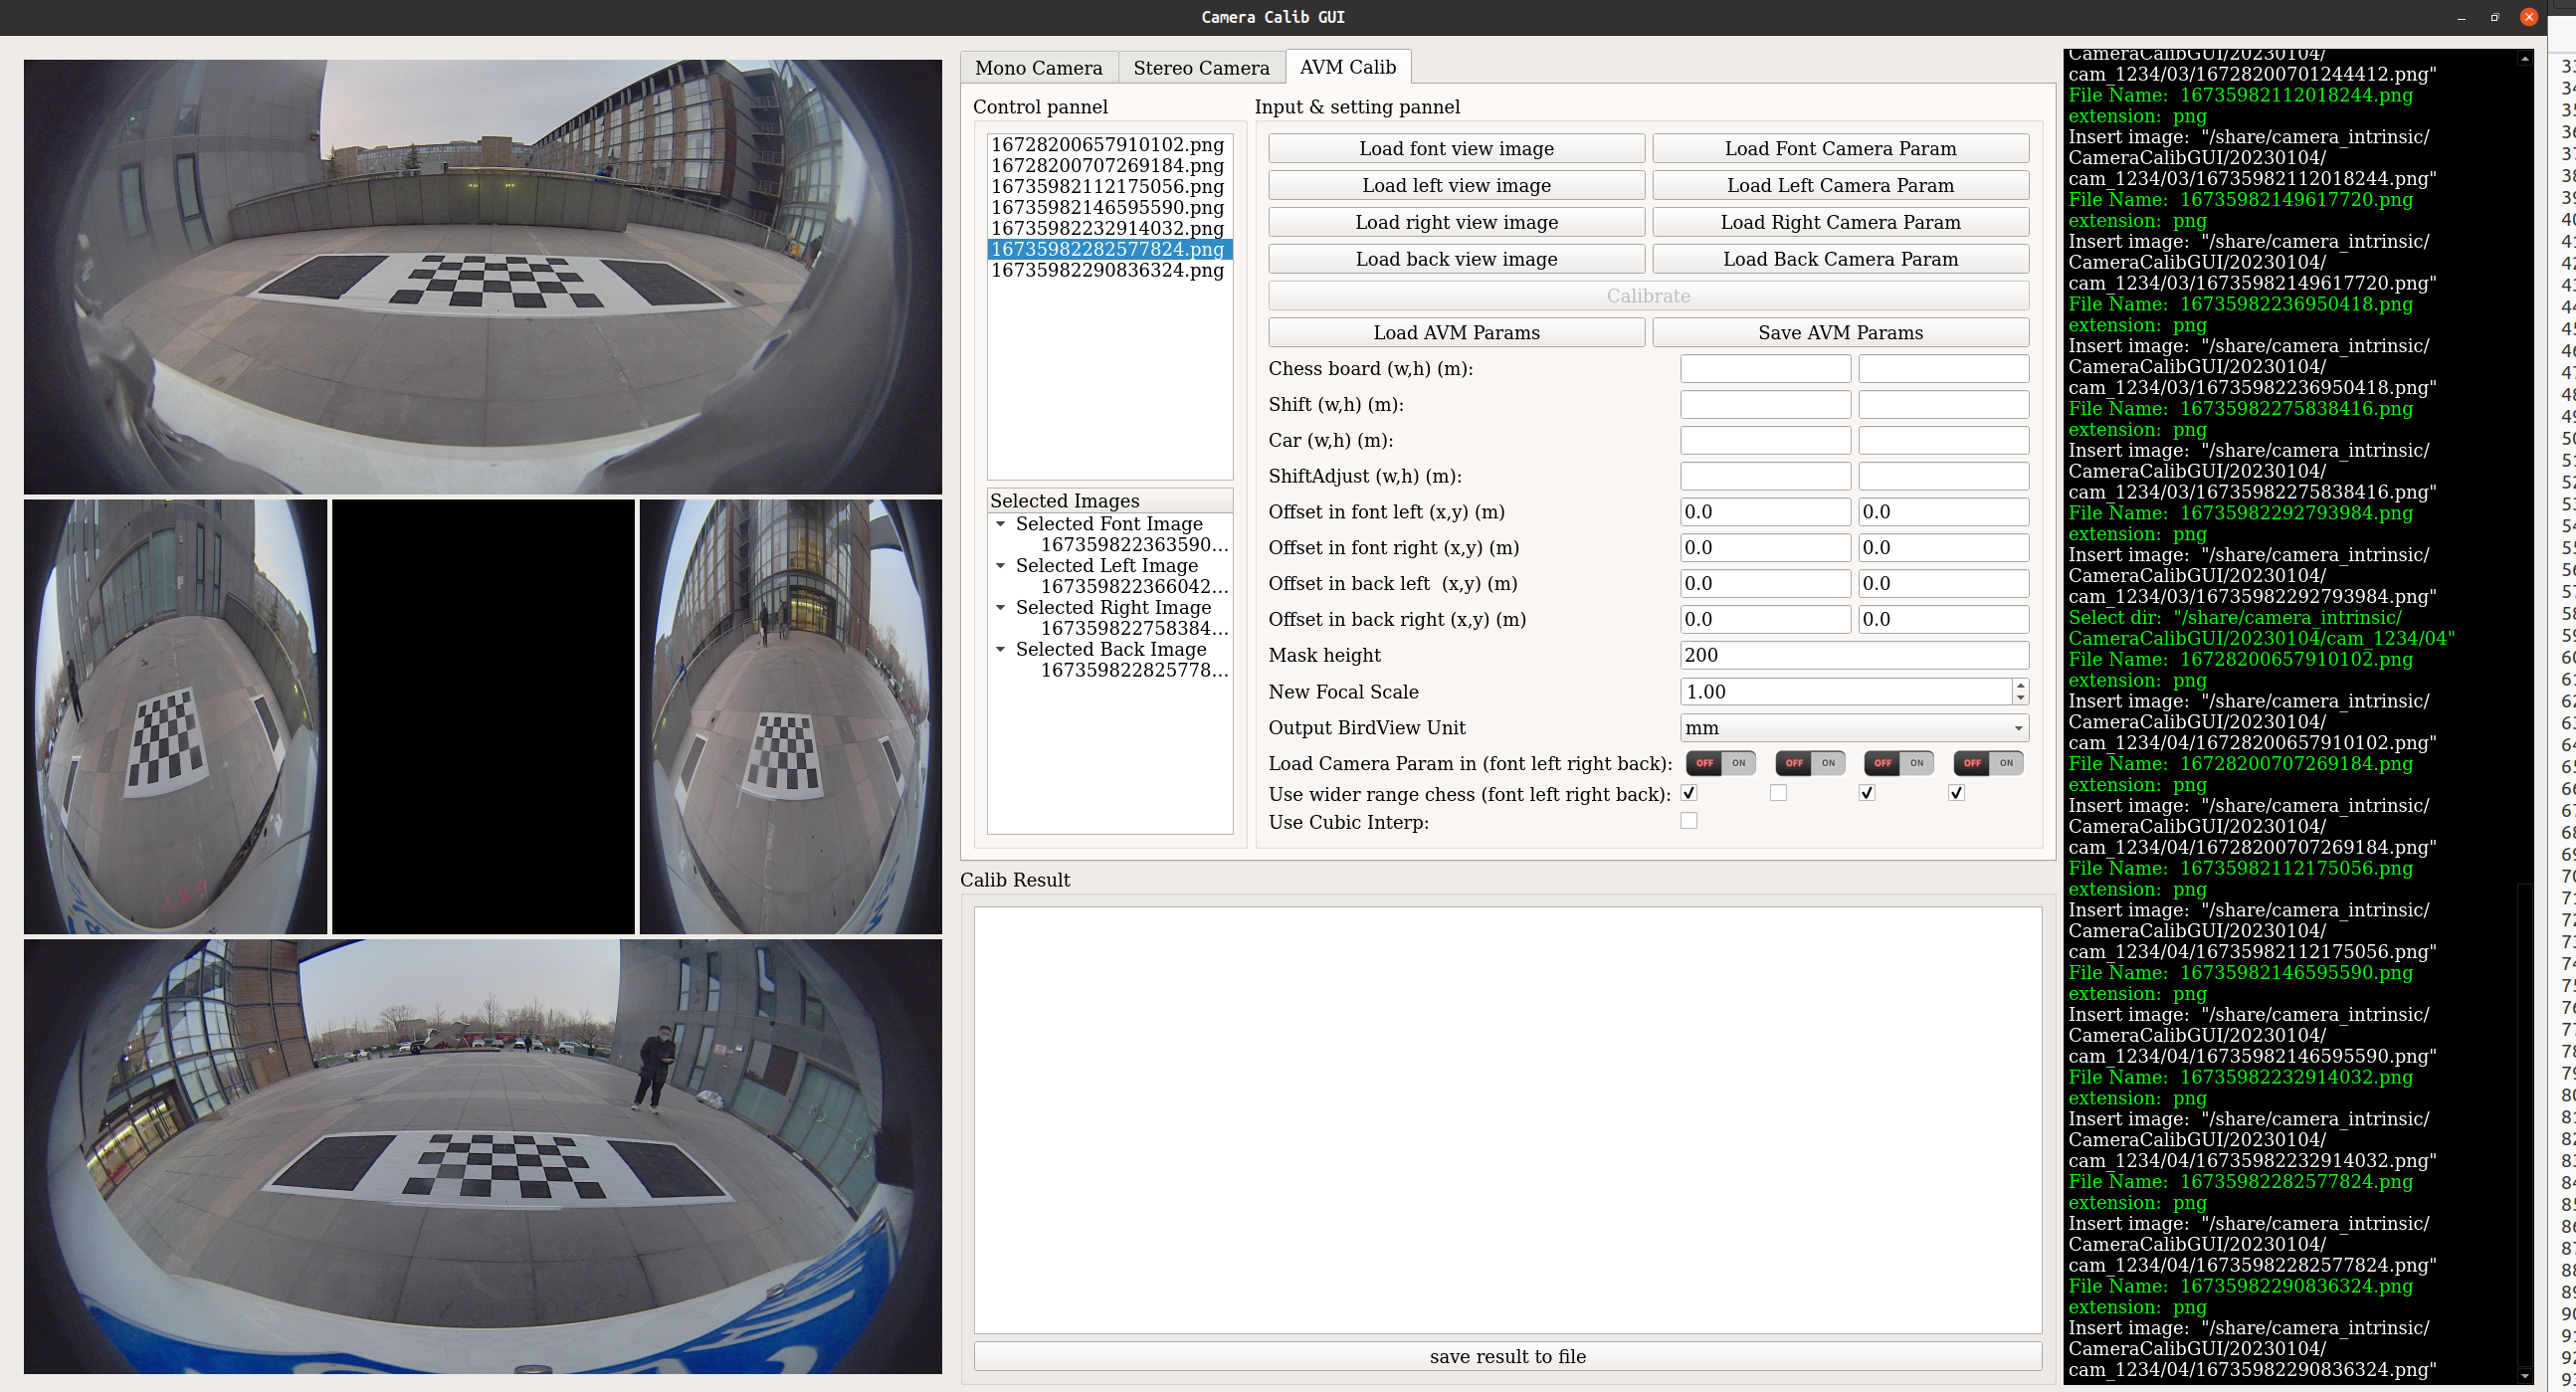 Camera Calib GUI
Mono Camera
Stereo Camera
AVM Calib
Control pannel
16728200657910102.png
16728200707269184.png
16735982112175056.png
16735982146595590.png
16735982232914032.png
16735982282577824.png
16735982290836324.png
Selected Images
Selected Font Image
167359822363590...
Selected Left Image
167359822366042...
Selected Right Image
167359822758384...
Selected Back Image
167359822825778...
Input & setting pannel
Load font view image
Load Font Camera Param
Load left view image
Load Left Camera Param
Load right view image
Load Right Camera Param
Load back view image
Load Back Camera Param
Calibrate
Load AVM Params
Save AVM Params
Chess board (w,h) (m):
Shift (w,h) (m):
Car (w,h) (m):
ShiftAdjust (w,h) (m):
Offset in font left (x,y) (m) 0.0 0.0
Offset in font right (x,y) (m) 0.0 0.0
Offset in back left (x,y) (m) 0.0 0.0
Offset in back right (x,y) (m) 0.0 0.0
Mask height 200
New Focal Scale 1.00
Output BirdView Unit mm
Load Camera Param in (font left right back): OFF ON OFF ON OFF ON OFF ON
Use wider range chess (font left right back):
Use Cubic Interp:
Calib Result
save result to file
CameraCalibGUI/20230104/
cam_1234/03/16728200701244412.png"
File Name: 16735982112018244.png
extension: png
Insert image: "/share/camera_intrinsic/
CameraCalibGUI/20230104/
cam_1234/03/16735982112018244.png"
File Name: 16735982149617720.png
extension: png
Insert image: "/share/camera_intrinsic/
CameraCalibGUI/20230104/
cam_1234/03/16735982149617720.png"
File Name: 16735982236950418.png
extension: png
Insert image: "/share/camera_intrinsic/
CameraCalibGUI/20230104/
cam_1234/03/16735982236950418.png"
File Name: 16735982275838416.png
extension: png
Insert image: "/share/camera_intrinsic/
CameraCalibGUI/20230104/
cam_1234/03/16735982275838416.png"
File Name: 16735982292793984.png
extension: png
Insert image: "/share/camera_intrinsic/
CameraCalibGUI/20230104/
cam_1234/03/16735982292793984.png"
Select dir: "/share/camera_intrinsic/
CameraCalibGUI/20230104/cam_1234/04"
File Name: 16728200657910102.png
extension: png
Insert image: "/share/camera_intrinsic/
CameraCalibGUI/20230104/
cam_1234/04/16728200657910102.png"
File Name: 16728200707269184.png
extension: png
Insert image: "/share/camera_intrinsic/
CameraCalibGUI/20230104/
cam_1234/04/16728200707269184.png"
File Name: 16735982112175056.png
extension: png
Insert image: "/share/camera_intrinsic/
CameraCalibGUI/20230104/
cam_1234/04/16735982112175056.png"
File Name: 16735982146595590.png
extension: png
Insert image: "/share/camera_intrinsic/
CameraCalibGUI/20230104/
cam_1234/04/16735982146595590.png"
File Name: 16735982232914032.png
extension: png
Insert image: "/share/camera_intrinsic/
CameraCalibGUI/20230104/
cam_1234/04/16735982232914032.png"
File Name: 16735982282577824.png
extension: png
Insert image: "/share/camera_intrinsic/
CameraCalibGUI/20230104/
cam_1234/04/16735982282577824.png"
File Name: 16735982290836324.png
extension: png
Insert image: "/share/camera_intrinsic/
CameraCalibGUI/20230104/
cam_1234/04/16735982290836324.png"